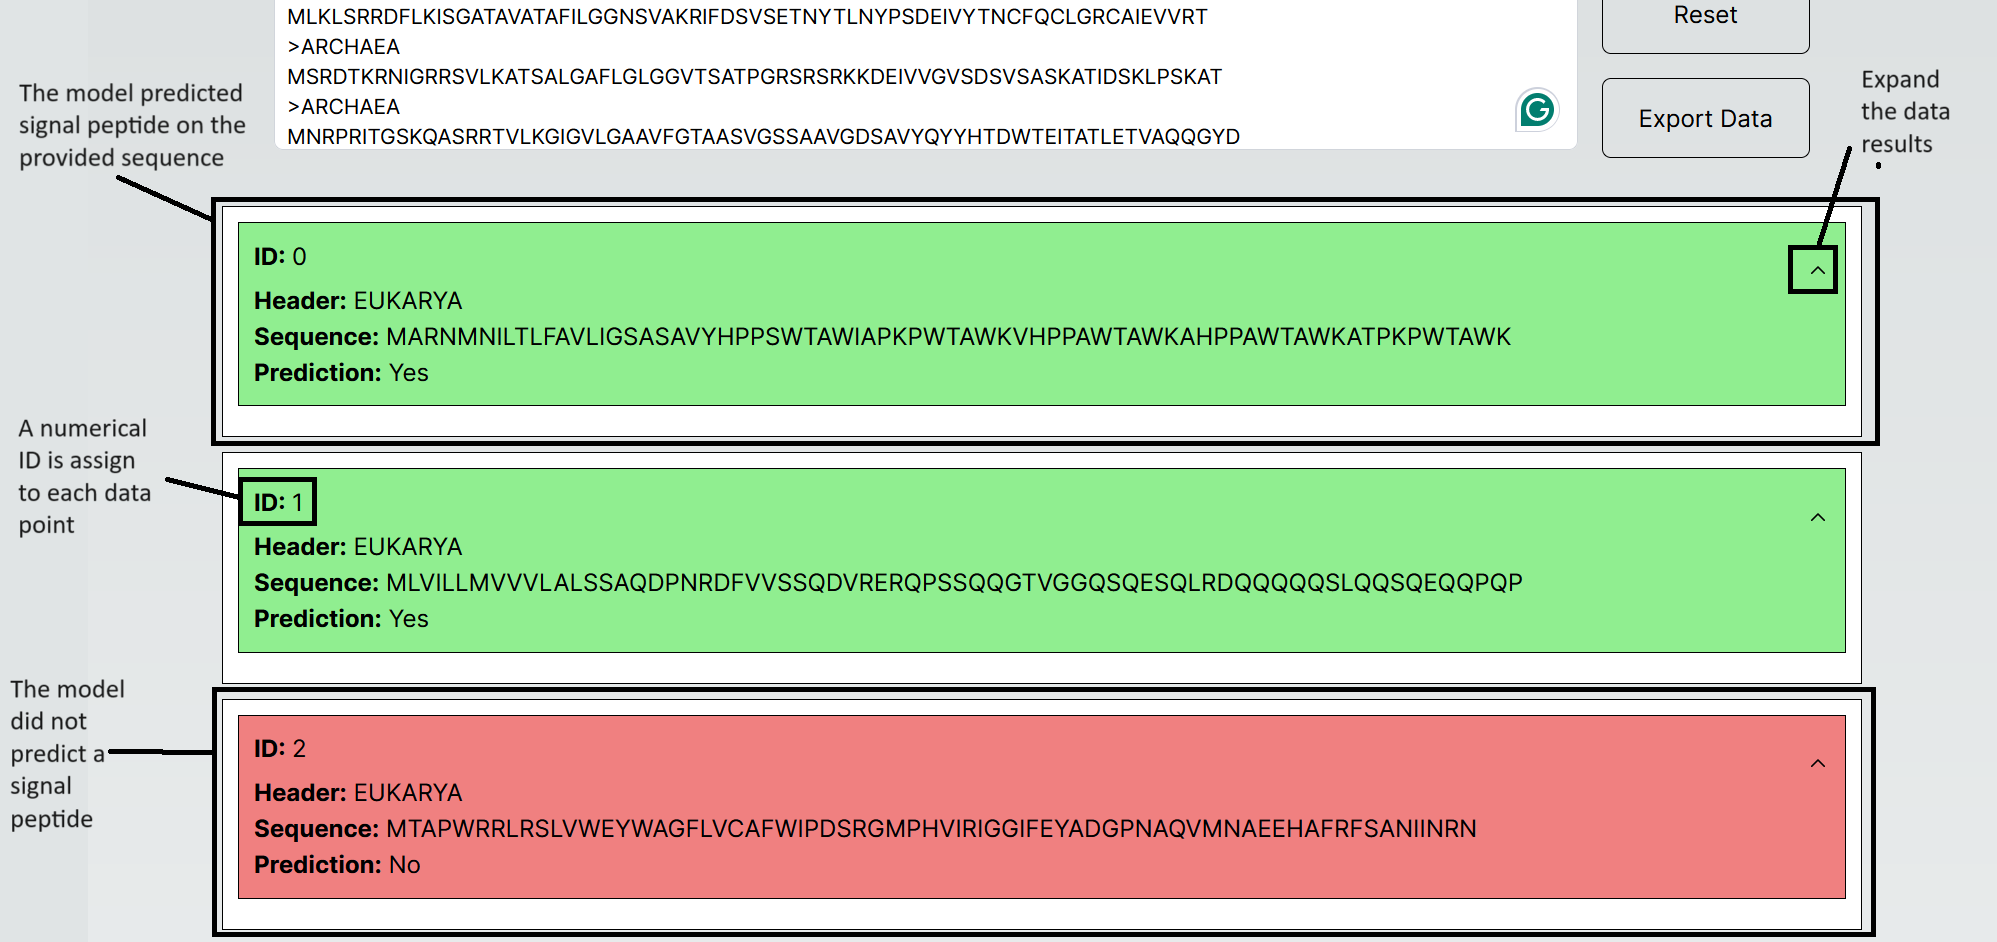 MLKLSRRDFLKISGATAVATAFILGGNSVAKRIFDSVSETNYTLNYPSDEIVYTNCFQCLGRCAIEVVRT
>ARCHAEA
MSRDTKRNIGRRSVLKATSALGAFLGLGGVTSATPGRSRSRKKDEIVVGVSDSVSASKATIDSKLPSKAT
>ARCHAEA
MNRPRITGSKQASRRTVLKGIGVLGAAVFGTAASVGSSAAVGDSAVYQYYHTDWTEITATLETVAQQGYD
G
Reset
Export Data
Expand
the data
results
The model predicted
signal peptide on the
provided sequence
ID: 0
Header: EUKARYA
Sequence: MARNMNILTLFAVLIGSASAVYHPPSWTAWIAPKPWTAWKVHPPAWTAWKAHPPAWTAWKATPKPWTAWK
Prediction: Yes
A numerical
ID is assign
to each data
point
ID: 1
Header: EUKARYA
Sequence: MLVILLMVVVLALSSAQDPNRDFVVSSQDVRERQPSSQQGTVGGQSQESQLRDQQQQQSLQQSQEQQPQP
Prediction: Yes
The model
did not
predict a
signal
peptide
ID: 2
Header: EUKARYA
Sequence: MTAPWRRLRSLVWEYWAGFLVCAFWIPDSRGMPHVIRIGGIFEYADGPNAQVMNAEEHAFRFSANIINRN
Prediction: No